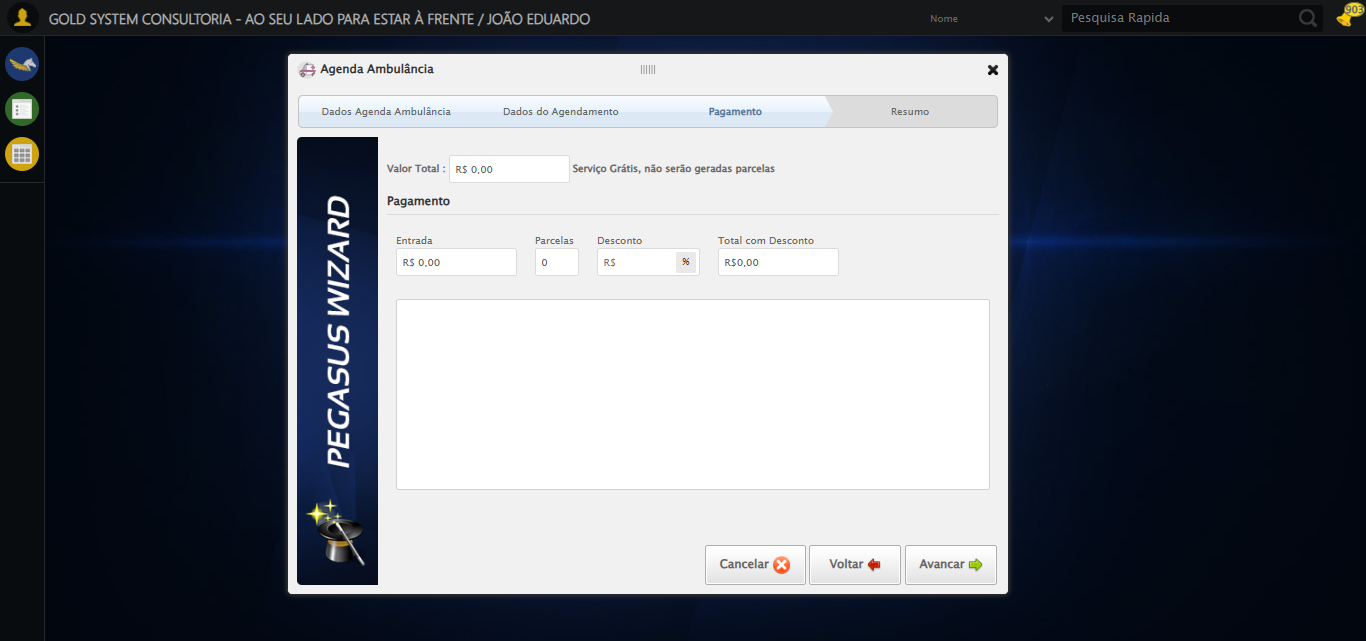 GOLD SYSTEM CONSULTORIA - AO SEU LADO PARA ESTAR À FRENTE / JOÃO EDUARDO
Nome
Pesquisa Rapida
903
Agenda Ambulância
Dados Agenda Ambulância
Dados do Agendamento
Pagamento
Resumo
PEGASUS WIZARD
Valor Total : R$ 0,00 Serviço Grátis, não serão geradas parcelas
Pagamento
Entrada Parcelas Desconto Total com Desconto
R$ 0,00 0 R$ % R$0,00
Cancelar Voltar Avancar